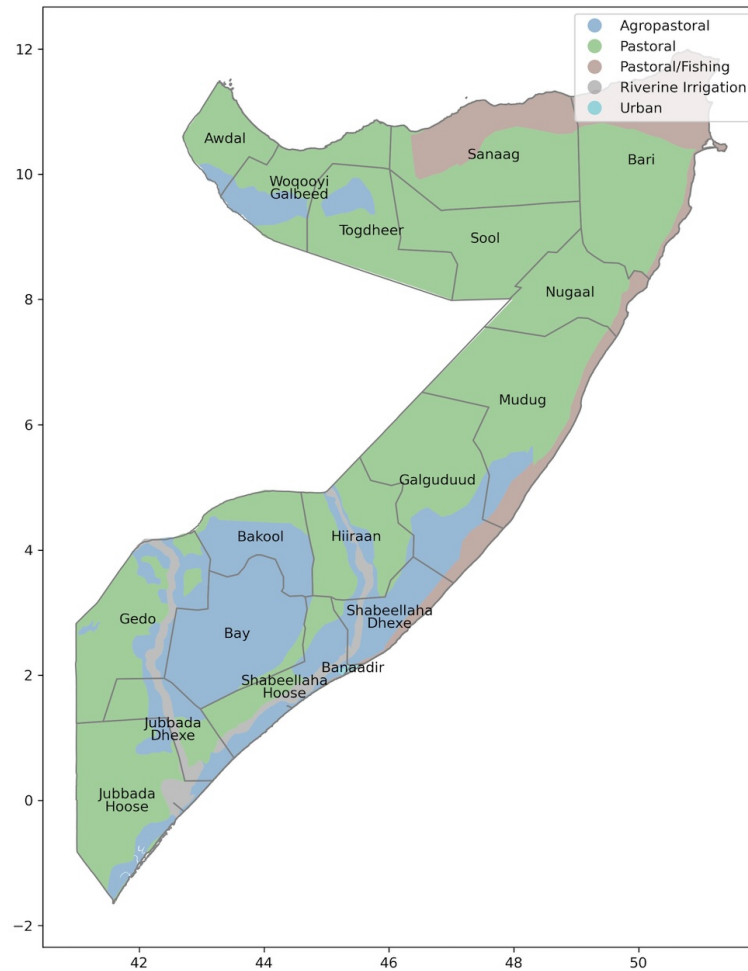 Agropastoral
Pastoral
Pastoral/Fishing
Riverine Irrigation
Urban
12
10
8
6
4
2
0
−2
Awdal
Woqooyi
Galbeed
Togdheer
Sanaag
Bari
Sool
Nugaal
Mudug
Galguduud
Hiiraan
Bakool
Gedo
Bay
Shabeellaha
Dhexe
Banaadir
Shabeellaha
Hoose
Jubbada
Dhexe
Jubbada
Hoose
42
44
46
48
50